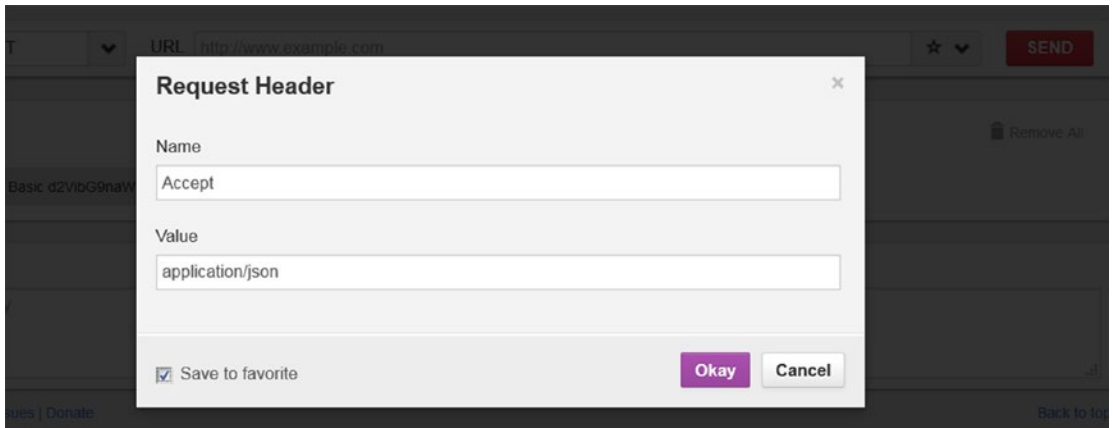 T URL http://www.example.com SEND
Request Header ×
Remove All
Name
Accept
Basic d2VibG9naW
Value
application/json
Save to favorite Okay Cancel
sues | Donate Back to top